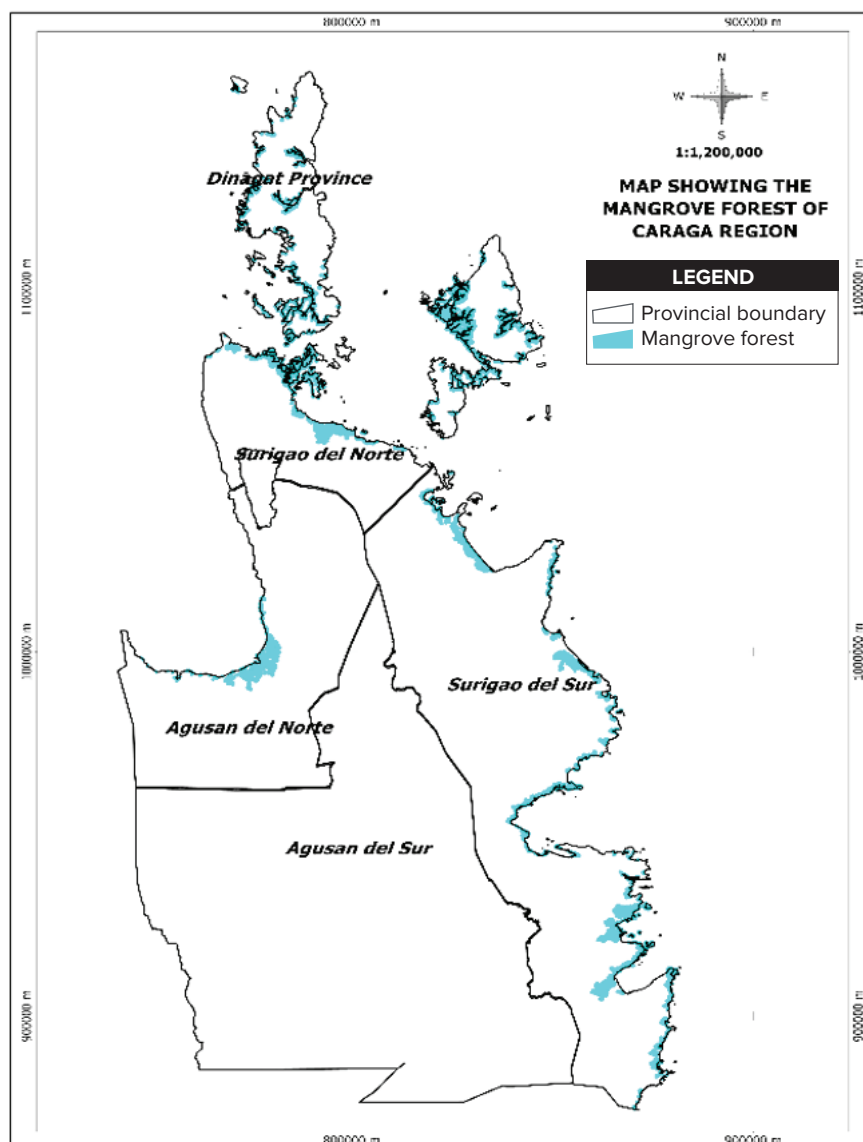 800000 m
900000 m
N
W
E
S
1:1,200,000
MAP SHOWING THE
MANGROVE FOREST OF
CARAGA REGION
LEGEND
Provincial boundary
Mangrove forest
Dinagat Province
1100000 m
1100000 m
Surigao del Norte
1000000 m
1000000 m
Surigao del Sur
Agusan del Norte
Agusan del Sur
900000 m
900000 m
800000 m
900000 m